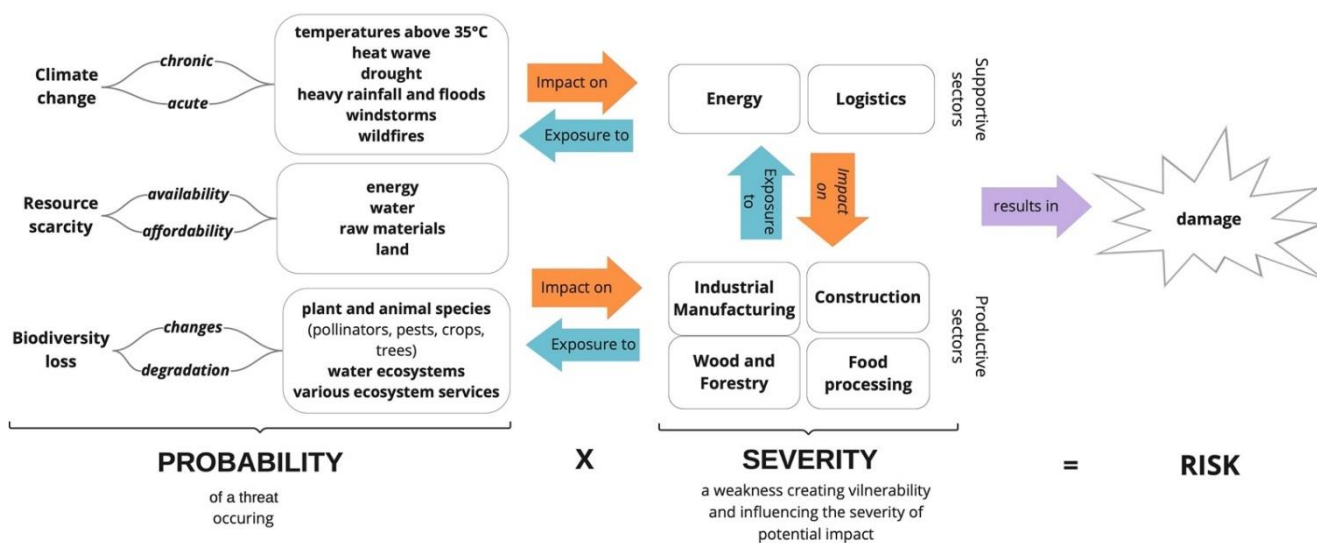 Climate
change
chronic
acute
temperatures above 35°C
heat wave
drought
heavy rainfall and floods
windstorms
wildfires
Resource
scarcity
availability
affordability
energy
water
raw materials
land
Biodiversity
loss
changes
degradation
plant and animal species
(pollinators, pests, crops,
trees)
water ecosystems
various ecosystem services
Impact on
Exposure to
Impact on
Exposure to
Energy
Logistics
Supportive
sectors
Exposure
to
Impact
on
Industrial
Manufacturing
Construction
Wood and
Forestry
Food
processing
Productive
sectors
results in
damage
PROBABILITY
of a threat
occuring
X
SEVERITY
a weakness creating vilnerability
and influencing the severity of
potential impact
=
RISK